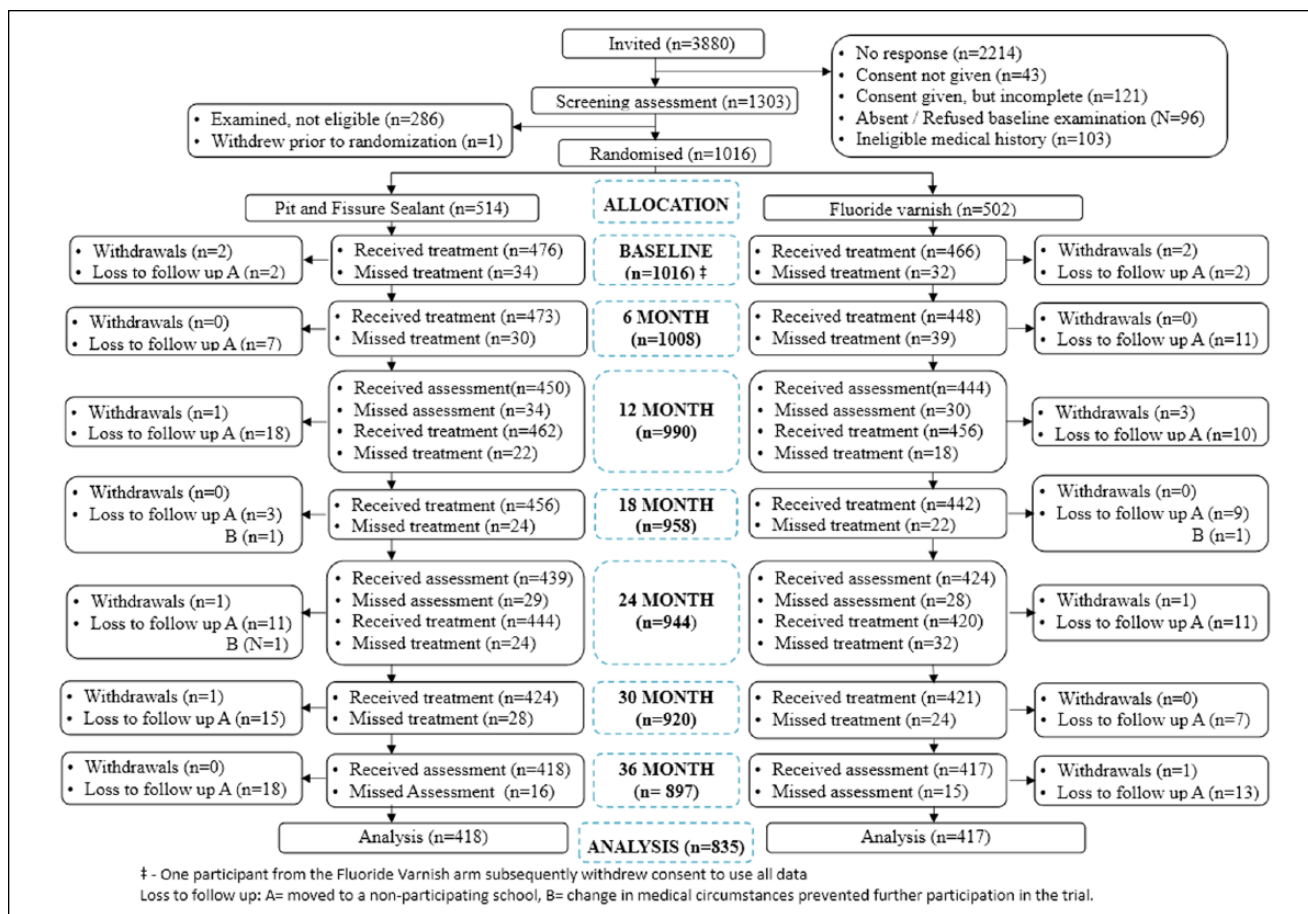 Invited (n=3880)
• No response (n=2214)
• Consent not given (n=43)
• Consent given, but incomplete (n=121)
• Absent / Refused baseline examination (N=96)
• Ineligible medical history (n=103)
Screening assessment (n=1303)
• Examined, not eligible (n=286)
• Withdrew prior to randomization (n=1)
Randomised (n=1016)
ALLOCATION
Pit and Fissure Sealant (n=514)
Fluoride varnish (n=502)
• Withdrawals (n=2)
• Loss to follow up A (n=2)
• Received treatment (n=476)
• Missed treatment (n=34)
BASELINE
(n=1016) ‡
• Received treatment (n=466)
• Missed treatment (n=32)
• Withdrawals (n=2)
• Loss to follow up A (n=2)
• Withdrawals (n=0)
• Loss to follow up A (n=7)
• Received treatment (n=473)
• Missed treatment (n=30)
6 MONTH
(n=1008)
• Received treatment (n=448)
• Missed treatment (n=39)
• Withdrawals (n=0)
• Loss to follow up A (n=11)
• Withdrawals (n=1)
• Loss to follow up A (n=18)
• Received assessment(n=450)
• Missed assessment (n=34)
• Received treatment (n=462)
• Missed treatment (n=22)
12 MONTH
(n=990)
• Received assessment(n=444)
• Missed assessment (n=30)
• Received treatment (n=456)
• Missed treatment (n=18)
• Withdrawals (n=3)
• Loss to follow up A (n=10)
• Withdrawals (n=0)
• Loss to follow up A (n=3)
B (n=1)
• Received treatment (n=456)
• Missed treatment (n=24)
18 MONTH
(n=958)
• Received treatment (n=442)
• Missed treatment (n=22)
• Withdrawals (n=0)
• Loss to follow up A (n=9)
B (n=1)
• Withdrawals (n=1)
• Loss to follow up A (n=11)
B (N=1)
• Received assessment (n=439)
• Missed assessment (n=29)
• Received treatment (n=444)
• Missed treatment (n=24)
24 MONTH
(n=944)
• Received assessment (n=424)
• Missed assessment (n=28)
• Received treatment (n=420)
• Missed treatment (n=32)
• Withdrawals (n=1)
• Loss to follow up A (n=11)
• Withdrawals (n=1)
• Loss to follow up A (n=15)
• Received treatment (n=424)
• Missed treatment (n=28)
30 MONTH
(n=920)
• Received treatment (n=421)
• Missed treatment (n=24)
• Withdrawals (n=0)
• Loss to follow up A (n=7)
• Withdrawals (n=0)
• Loss to follow up A (n=18)
• Received assessment (n=418)
• Missed Assessment (n=16)
36 MONTH
(n= 897)
• Received assessment (n=417)
• Missed assessment (n=15)
• Withdrawals (n=1)
• Loss to follow up A (n=13)
Analysis (n=418)
ANALYSIS (n=835)
Analysis (n=417)
‡ - One participant from the Fluoride Varnish arm subsequently withdrew consent to use all data
Loss to follow up: A= moved to a non-participating school, B= change in medical circumstances prevented further participation in the trial.